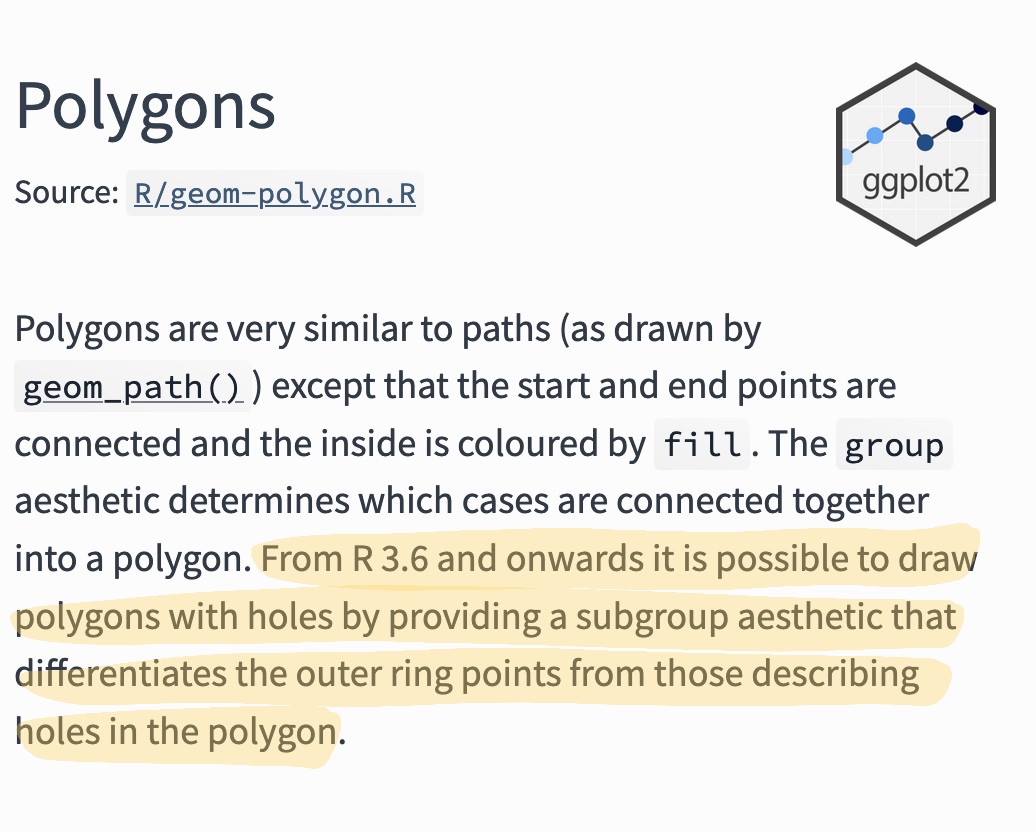 Polygons
ggplot2
Source: R/geom-polygon.R
Polygons are very similar to paths (as drawn by
geom_path()) except that the start and end points are
connected and the inside is coloured by fill. The group
aesthetic determines which cases are connected together
into a polygon. From R 3.6 and onwards it is possible to draw
polygons with holes by providing a subgroup aesthetic that
differentiates the outer ring points from those describing
holes in the polygon.